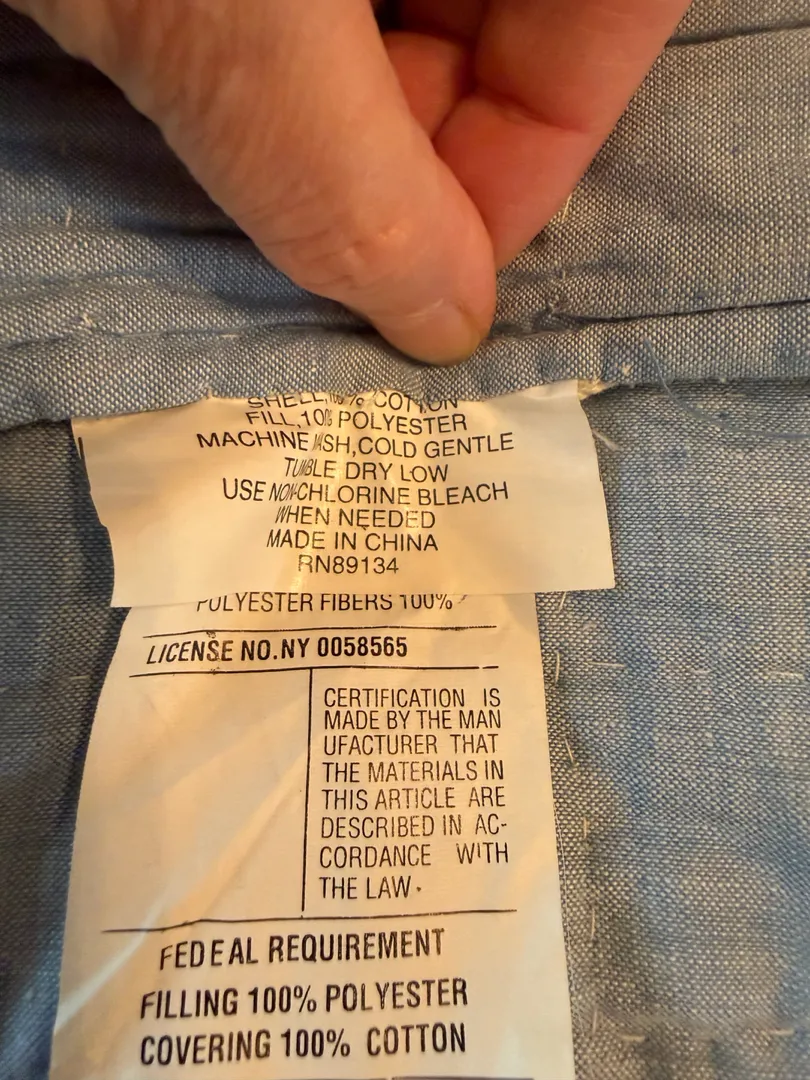 SHELL,100% COTTON
FILL,100% POLYESTER
MACHINE WASH,COLD GENTLE
TUMBLE DRY LOW
USE NON-CHLORINE BLEACH
WHEN NEEDED
MADE IN CHINA
RN89134
POLYESTER FIBERS 100%
LICENSE NO.NY 0058565
CERTIFICATION IS
MADE BY THE MAN
UFACTURER THAT
THE MATERIALS IN
THIS ARTICLE ARE
DESCRIBED IN AC-
CORDANCE WITH
THE LAW.
FEDEAL REQUIREMENT
FILLING 100% POLYESTER
COVERING 100% COTTON